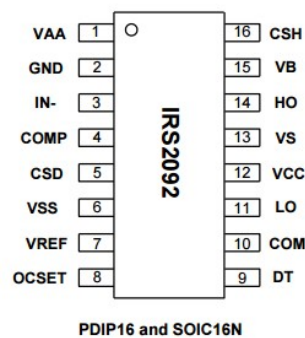 VAA 1 16 CSH
GND 2 15 VB
IN- 3 14 HO
COMP 4 13 VS
CSD 5 12 VCC
VSS 6 11 LO
VREF 7 10 COM
OCSET 8 9 DT
IRS2092
PDIP16 and SOIC16N